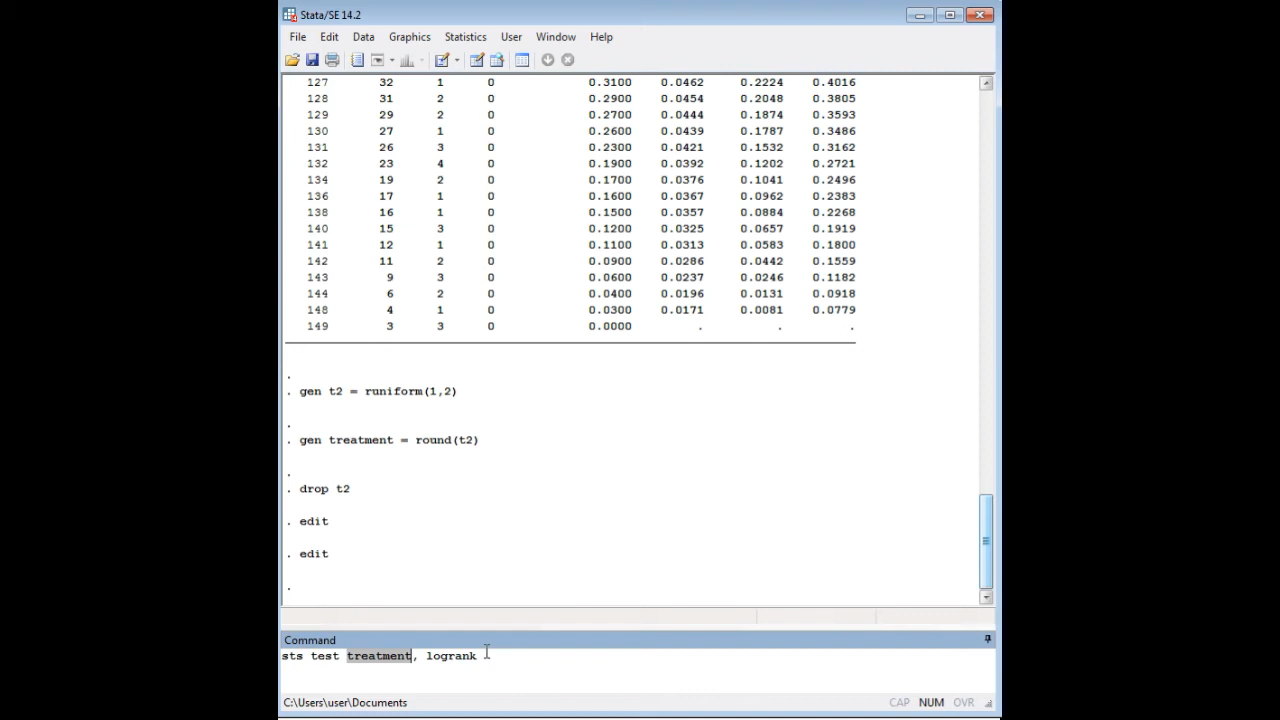 Stata/SE 14.2
File Edit Data Graphics Statistics User Window Help
127 32 1 0 0.3100 0.0462 0.2224 0.4016
128 31 2 0 0.2900 0.0454 0.2048 0.3805
129 29 2 0 0.2700 0.0444 0.1874 0.3593
130 27 1 0 0.2600 0.0439 0.1787 0.3486
131 26 3 0 0.2300 0.0421 0.1532 0.3162
132 23 4 0 0.1900 0.0392 0.1202 0.2721
134 19 2 0 0.1700 0.0376 0.1041 0.2496
136 17 1 0 0.1600 0.0367 0.0962 0.2383
138 16 1 0 0.1500 0.0357 0.0884 0.2268
140 15 3 0 0.1200 0.0325 0.0657 0.1919
141 12 1 0 0.1100 0.0313 0.0583 0.1800
142 11 2 0 0.0900 0.0286 0.0442 0.1559
143 9 3 0 0.0600 0.0237 0.0246 0.1182
144 6 2 0 0.0400 0.0196 0.0131 0.0918
148 4 1 0 0.0300 0.0171 0.0081 0.0779
149 3 3 0 0.0000 . . .
.
. gen t2 = runiform(1,2)
.
. gen treatment = round(t2)
.
. drop t2
. edit
. edit
.
Command
sts test treatment, logrank
C:\Users\user\Documents CAP NUM OVR